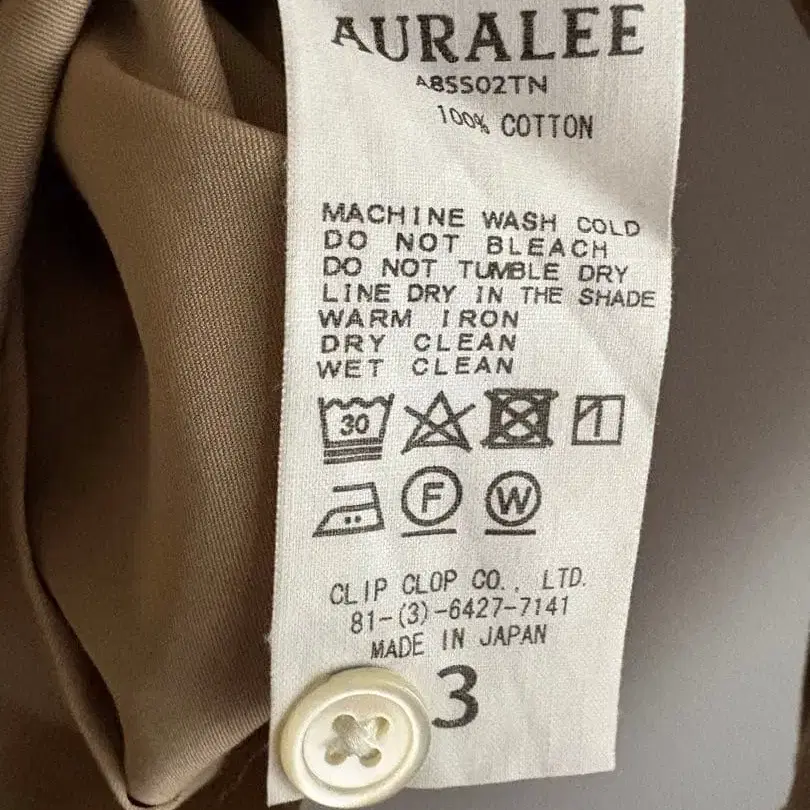 AURALEE
A8SS02TN
100% COTTON
MACHINE WASH COLD
DO NOT BLEACH
DO NOT TUMBLE DRY
LINE DRY IN THE SHADE
WARM IRON
DRY CLEAN
WET CLEAN
30
F W
CLIP CLOP CO., LTD.
81-(3)-6427-7141
MADE IN JAPAN
3